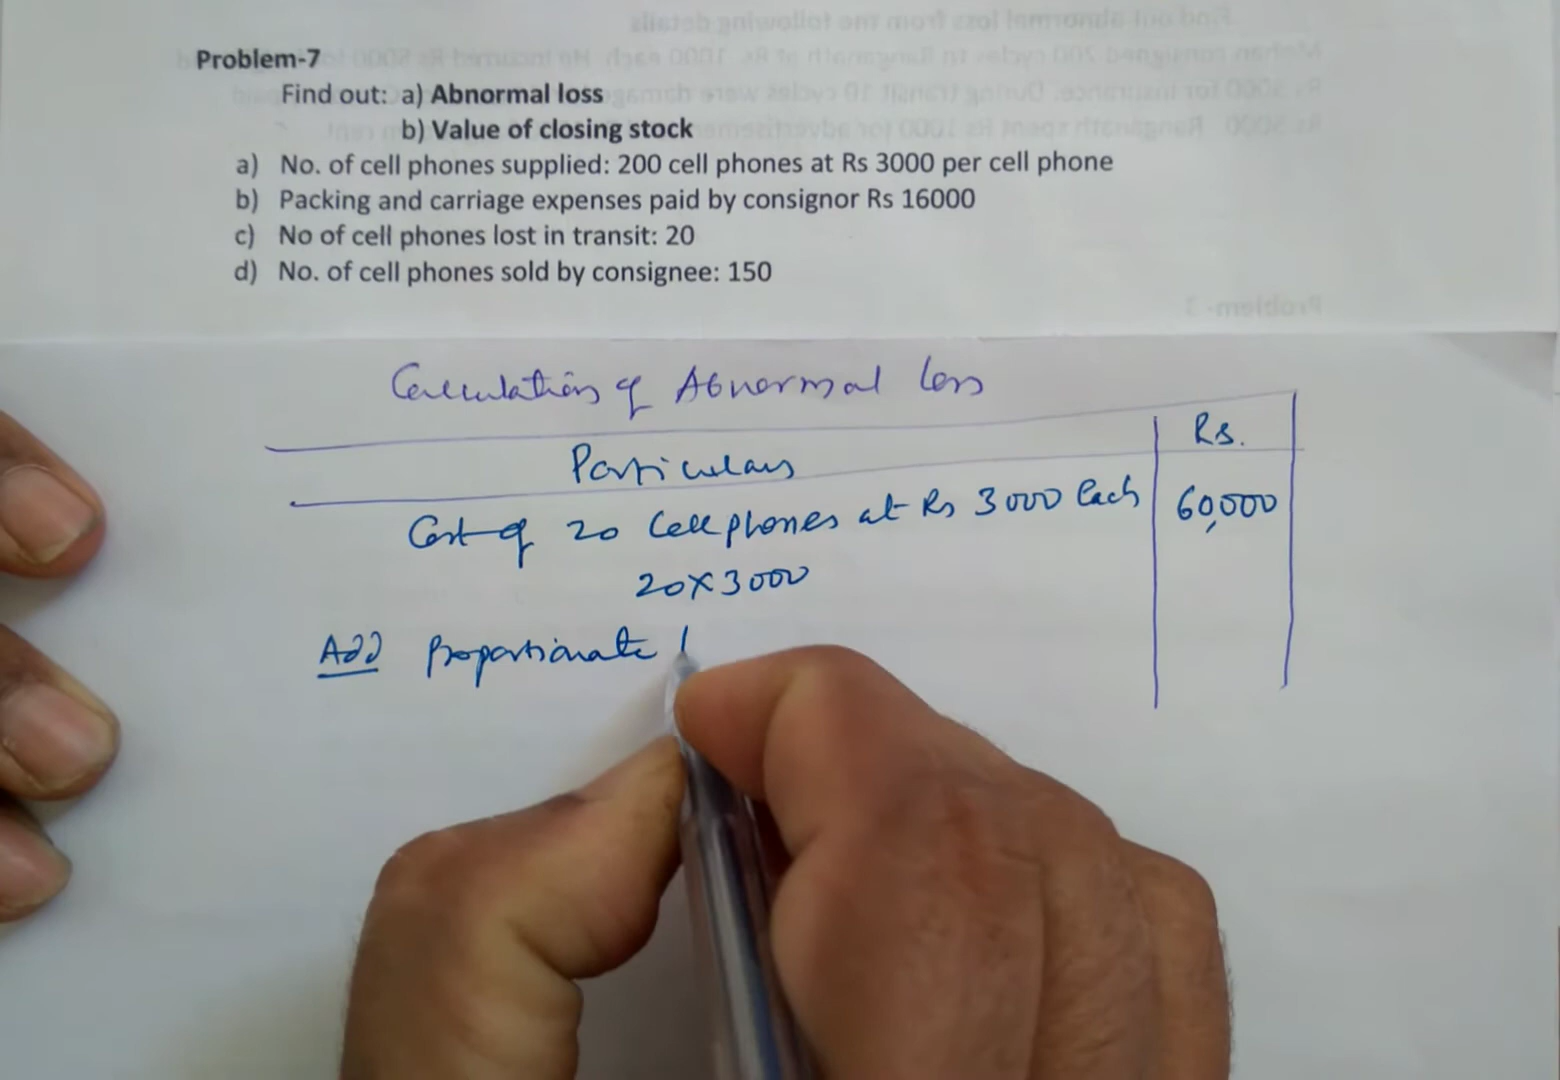 Problem-7
Find out: a) Abnormal loss
b) Value of closing stock
a) No. of cell phones supplied: 200 cell phones at Rs 3000 per cell phone
b) Packing and carriage expenses paid by consignor Rs 16000
c) No of cell phones lost in transit: 20
d) No. of cell phones sold by consignee: 150
Calculation of Abnormal loss
Particulars Rs.
Cost of 20 Cell phones at Rs 3000 Each 60,000
20x3000
Add Proportionate